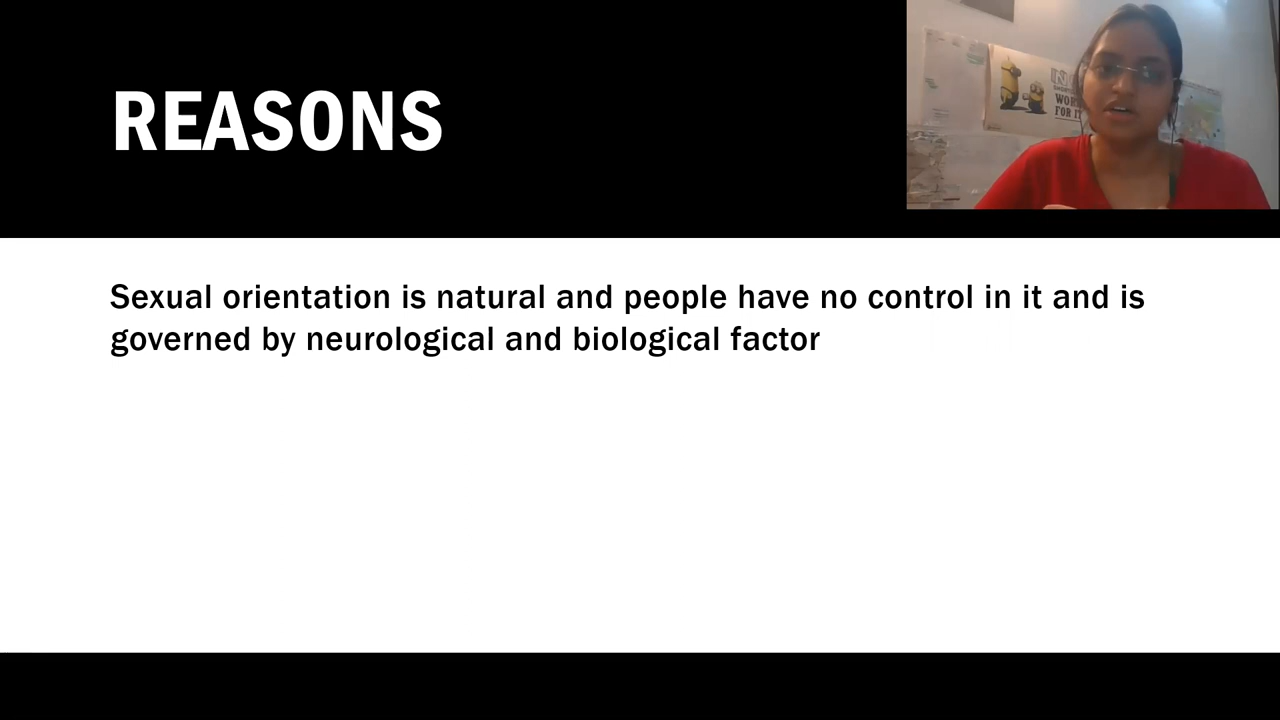 REASONS
Sexual orientation is natural and people have no control in it and is
governed by neurological and biological factor
FOR